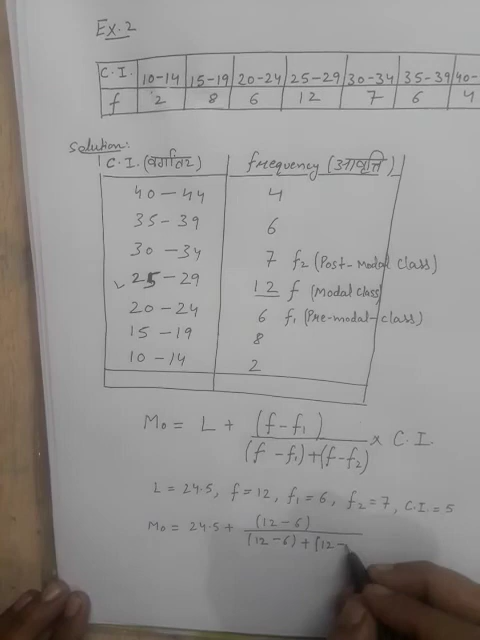 Ex.2
C.I. 10-14 15-19 20-24 25-29 30-34 35-39 40-
f 2 8 6 12 7 6 4
Solution:
C.I. (वर्गांतर) frequency (आवृत्ति)
40-44 4
35-39 6
30-34 7 f2 (Post-Modal Class)
25-29 12 f (Modal Class)
20-24 6 f1 (Pre-modal-class)
15-19 8
10-14 2
Mo = L + (f-f1) / (f-f1)+(f-f2) × C.I.
L = 24.5, f=12, f1=6, f2=7, C.I.=5
Mo = 24.5 + (12-6) / (12-6)+(12-